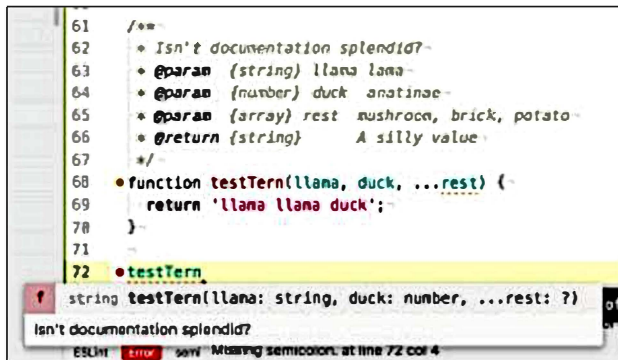 61 /**
62 * Isn't documentation splendid?
63 * @param {string} llama lama
64 * @param {number} duck anatinae
65 * @param {array} rest mushroom, brick, potato
66 * @return {string} A silly value
67 */
68 function testTern(llama, duck, ...rest) {
69 return 'llama llama duck';
70 }
71
72 testTern
f string testTern(llama: string, duck: number, ...rest: ?)
Isn't documentation splendid?
ESLint Error semi Missing semicolon. at line 72 col 4